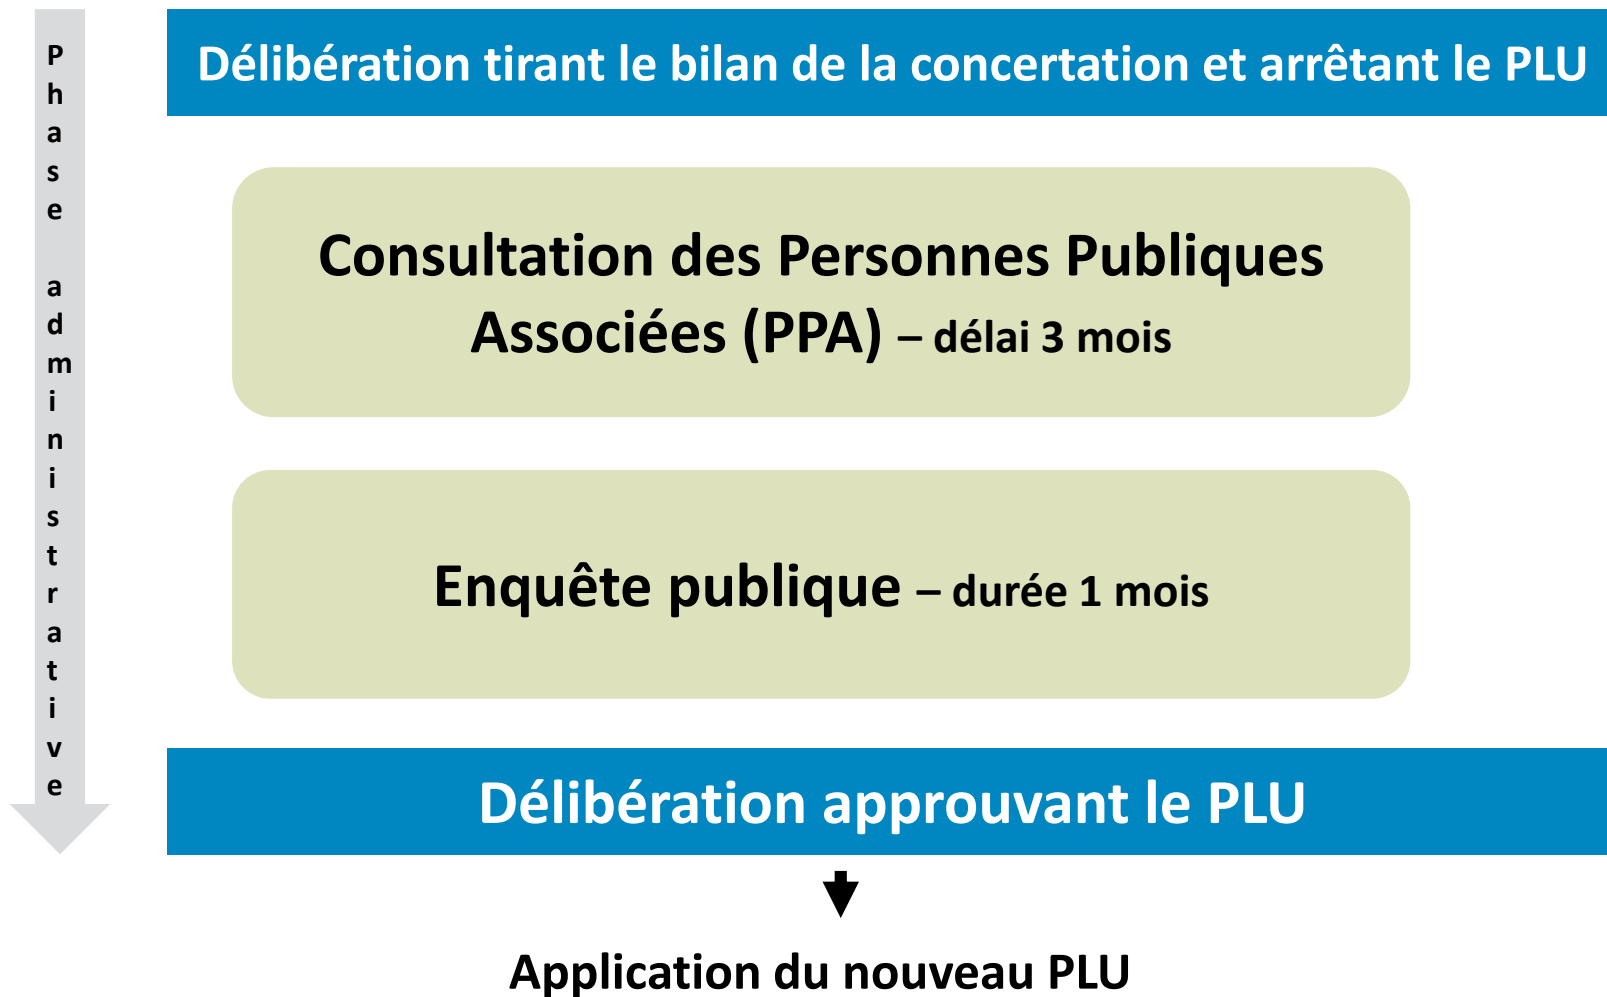 Phase administrative
Délibération tirant le bilan de la concertation et arrêtant le PLU
Consultation des Personnes Publiques
Associées (PPA) – délai 3 mois
Enquête publique – durée 1 mois
Délibération approuvant le PLU
Application du nouveau PLU